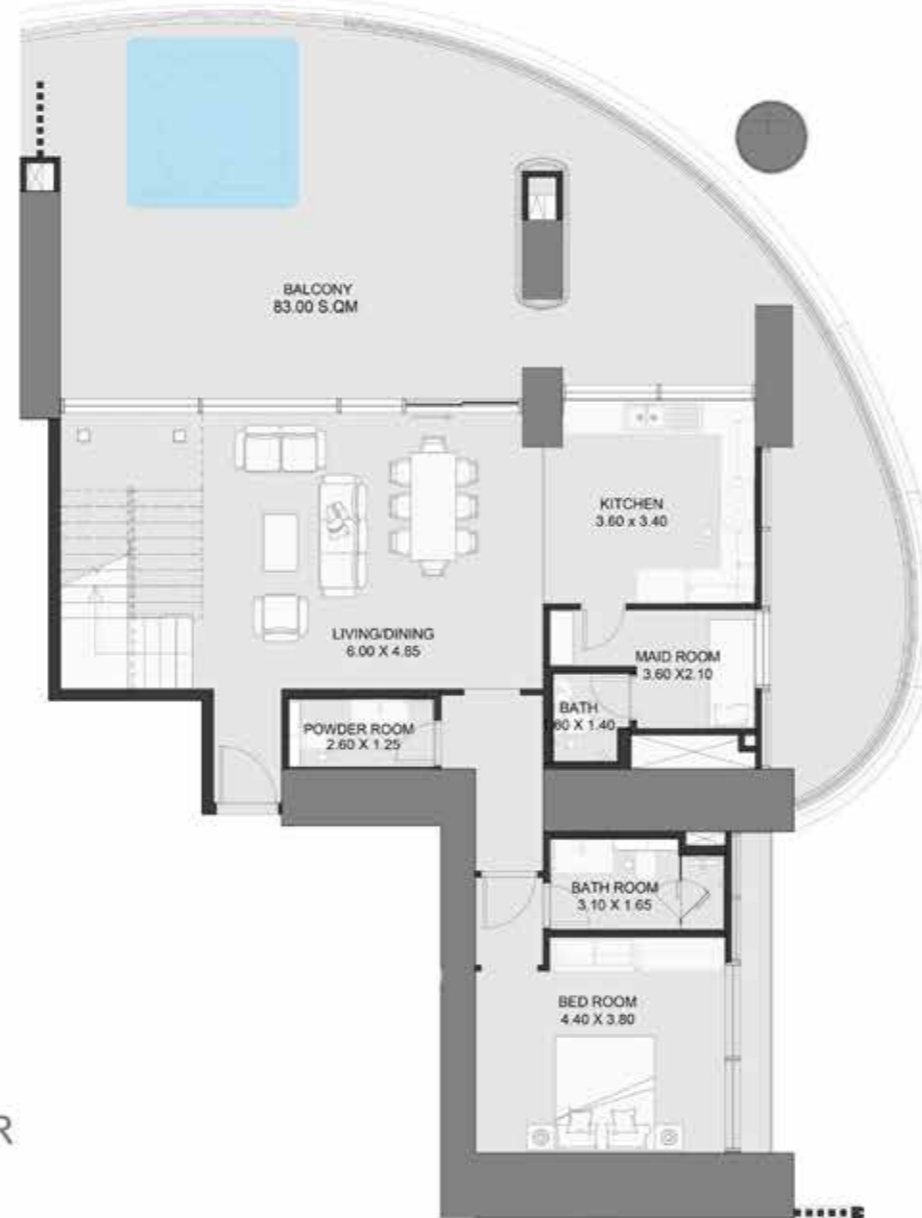 BALCONY
83.00 S.QM
KITCHEN
3.60 x 3.40
LIVING/DINING
6.00 X 4.85
MAID ROOM
3.60 X2.10
BATH
60 X 1.40
POWDER ROOM
2.60 X 1.25
BATH ROOM
3.10 X 1.65
BED ROOM
4.40 X 3.80
R